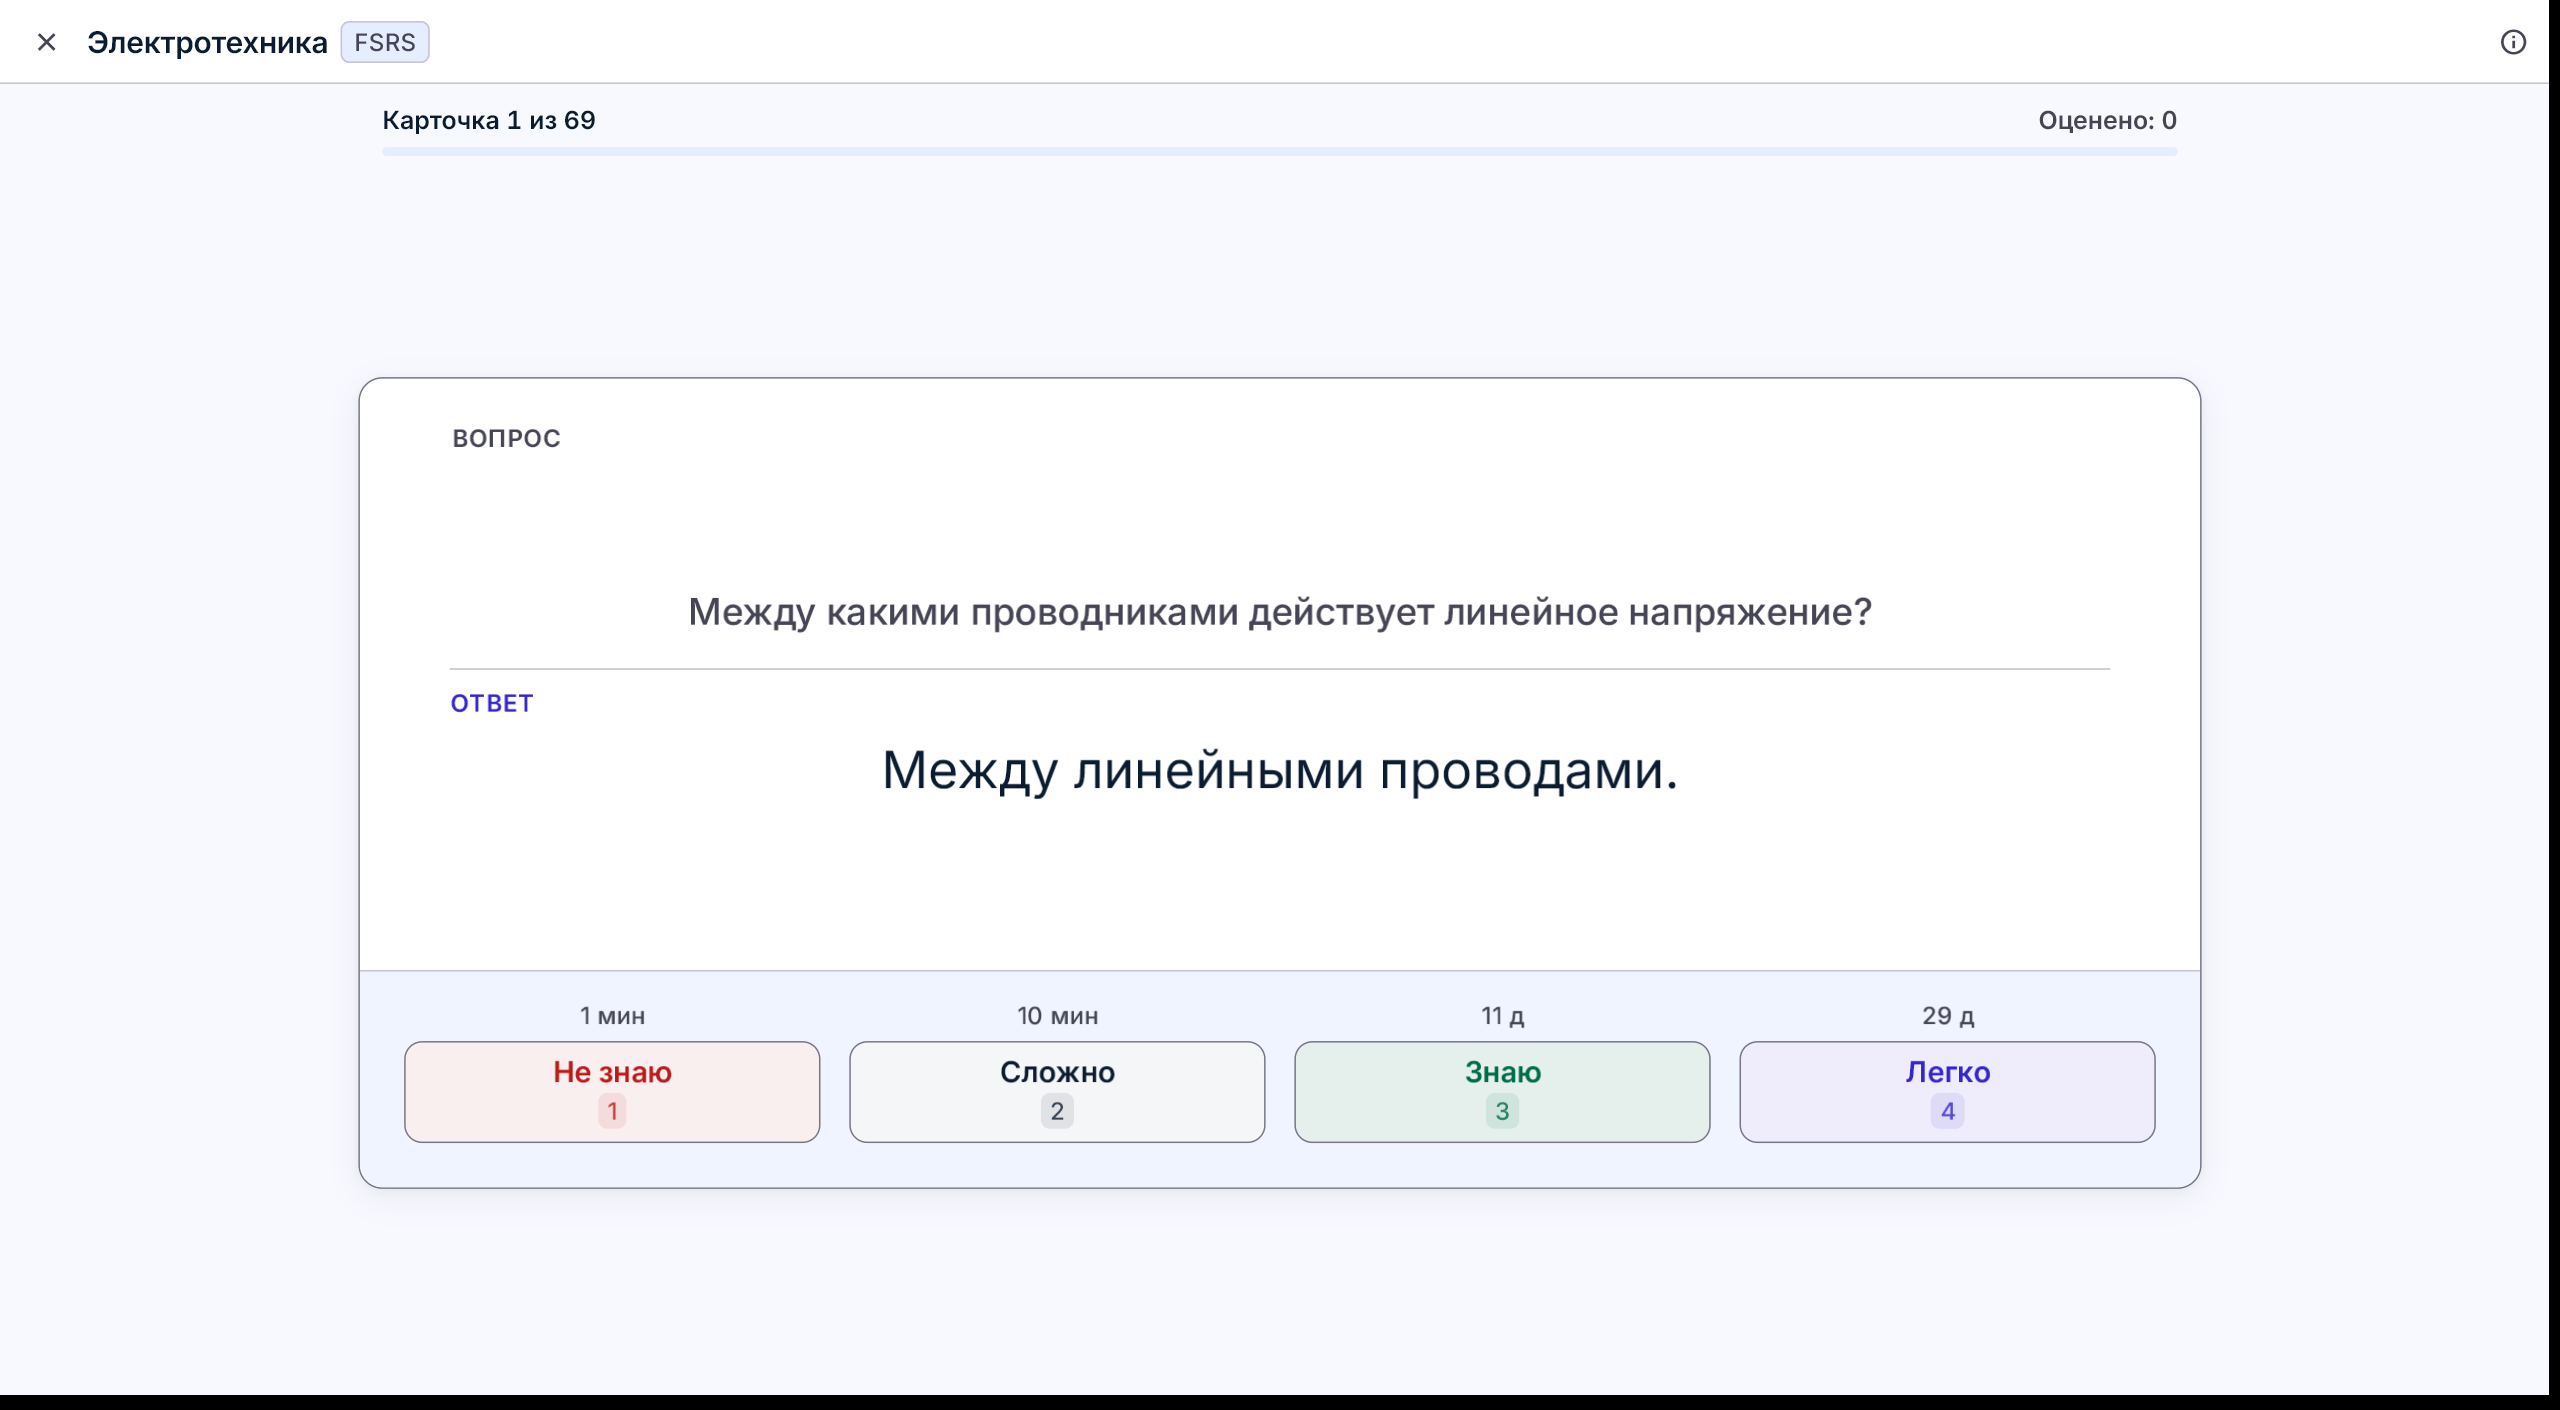 Электротехника FSRS
Карточка 1 из 69
Оценено: 0
ВОПРОС
Между какими проводниками действует линейное напряжение?
ОТВЕТ
Между линейными проводами.
1 мин
10 мин
11 д
29 д
Не знаю
Сложно
Знаю
Легко
1
2
3
4